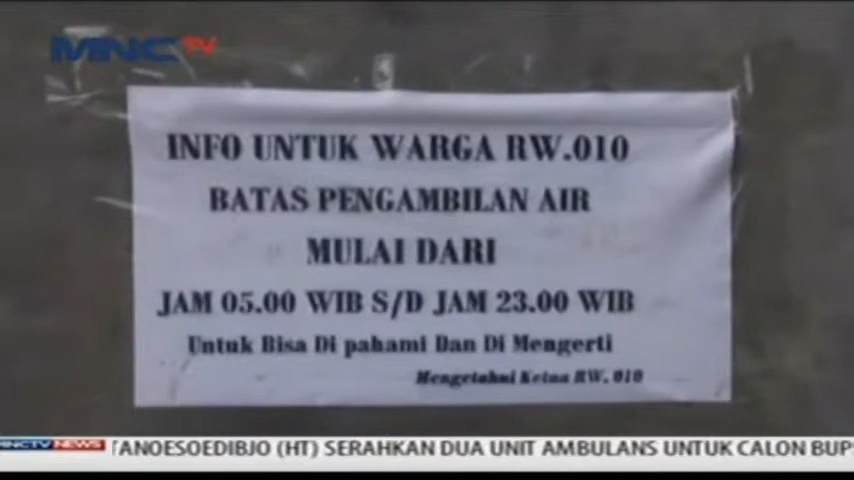 MNCTV
INFO UNTUK WARGA RW.010
BATAS PENGAMBILAN AIR
MULAI DARI
JAM 05.00 WIB S/D JAM 23.00 WIB
Untuk Bisa Di pahami Dan Di Mengerti
Mengetahui Ketua RW. 010
MNCTV NEWS TANOESOEDIBJO (HT) SERAHKAN DUA UNIT AMBULANS UNTUK CALON BUP